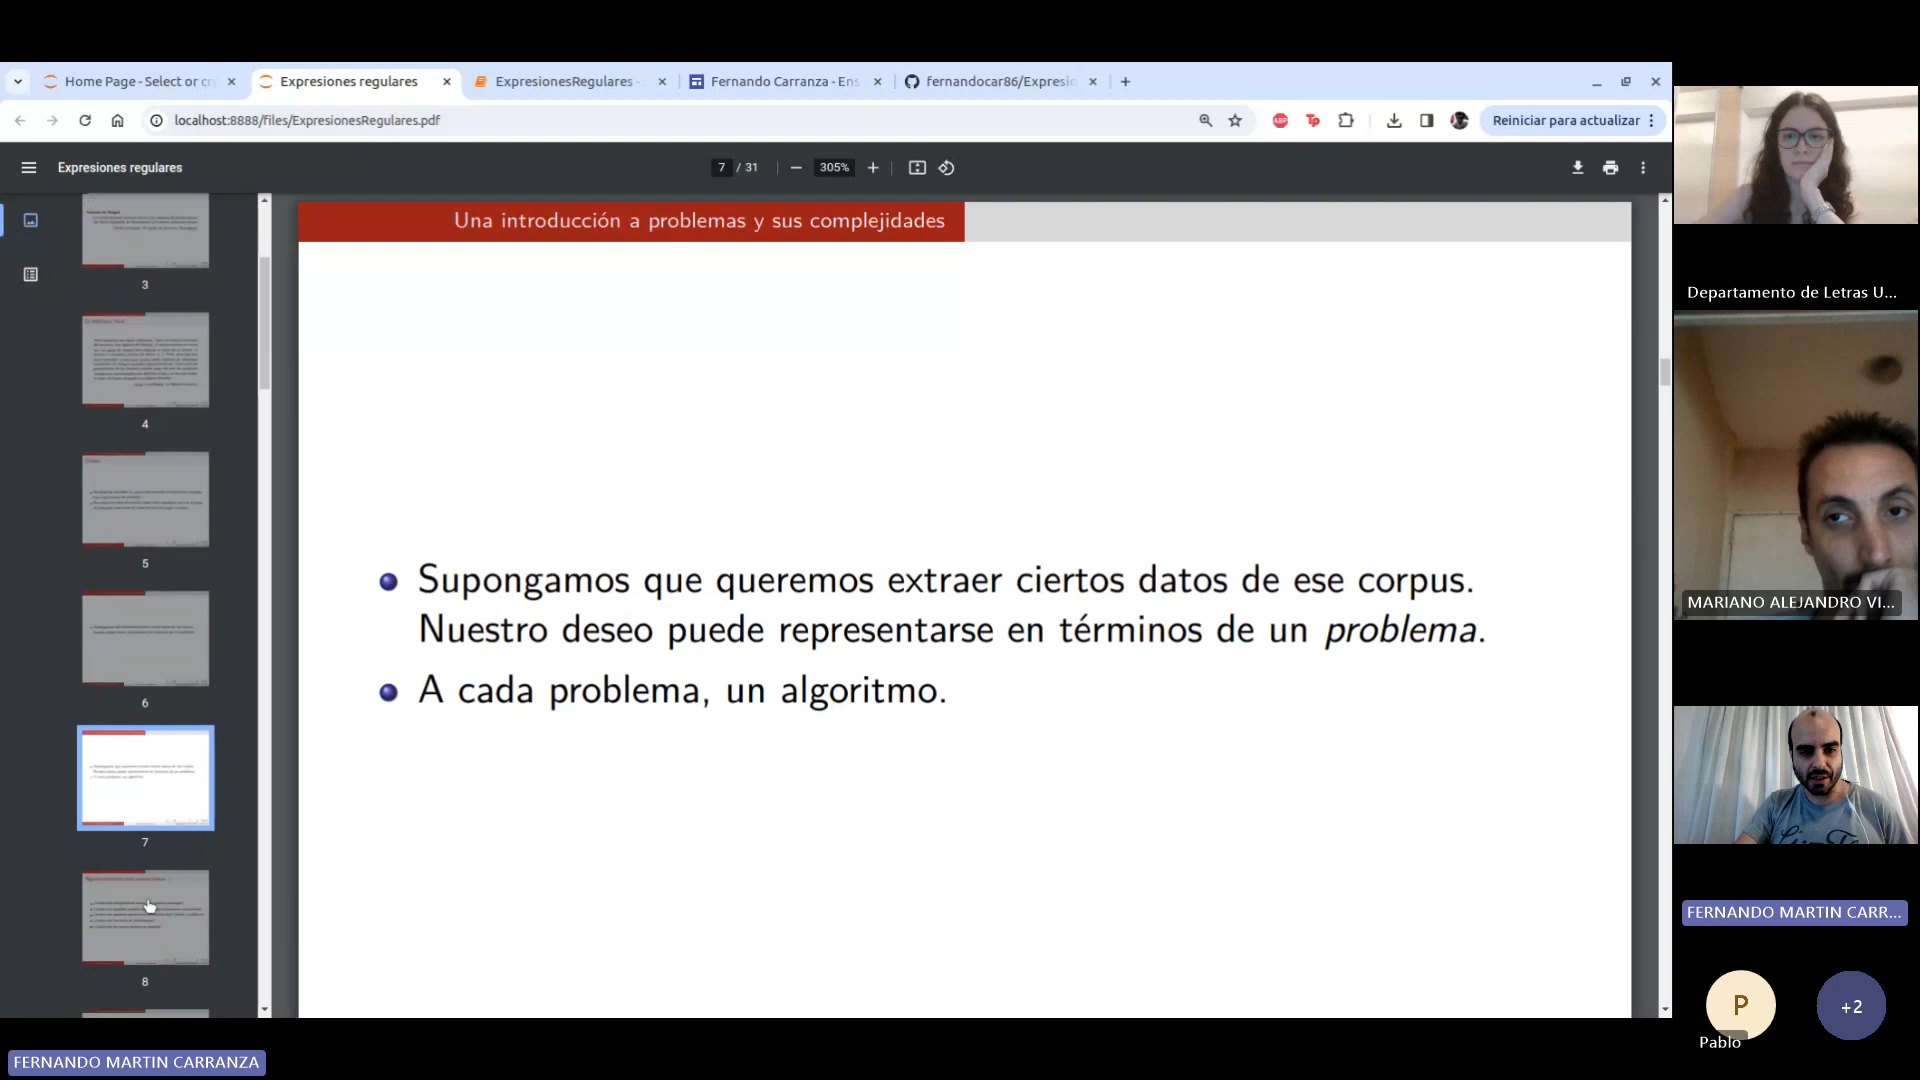 Home Page - Select or cr
Expresiones regulares
ExpresionesRegulares -
Fernando Carranza - Ens
fernandocar86/Expresio
localhost:8888/files/ExpresionesRegulares.pdf
ABP
Tp
Reiniciar para actualizar
Expresiones regulares
7 / 31
305%
Una introducción a problemas y sus complejidades
3
4
5
6
7
8
Supongamos que queremos extraer ciertos datos de ese corpus.
Nuestro deseo puede representarse en términos de un problema.
A cada problema, un algoritmo.
Departamento de Letras U...
MARIANO ALEJANDRO VI...
FERNANDO MARTIN CARR...
P
Pablo
+2
FERNANDO MARTIN CARRANZA